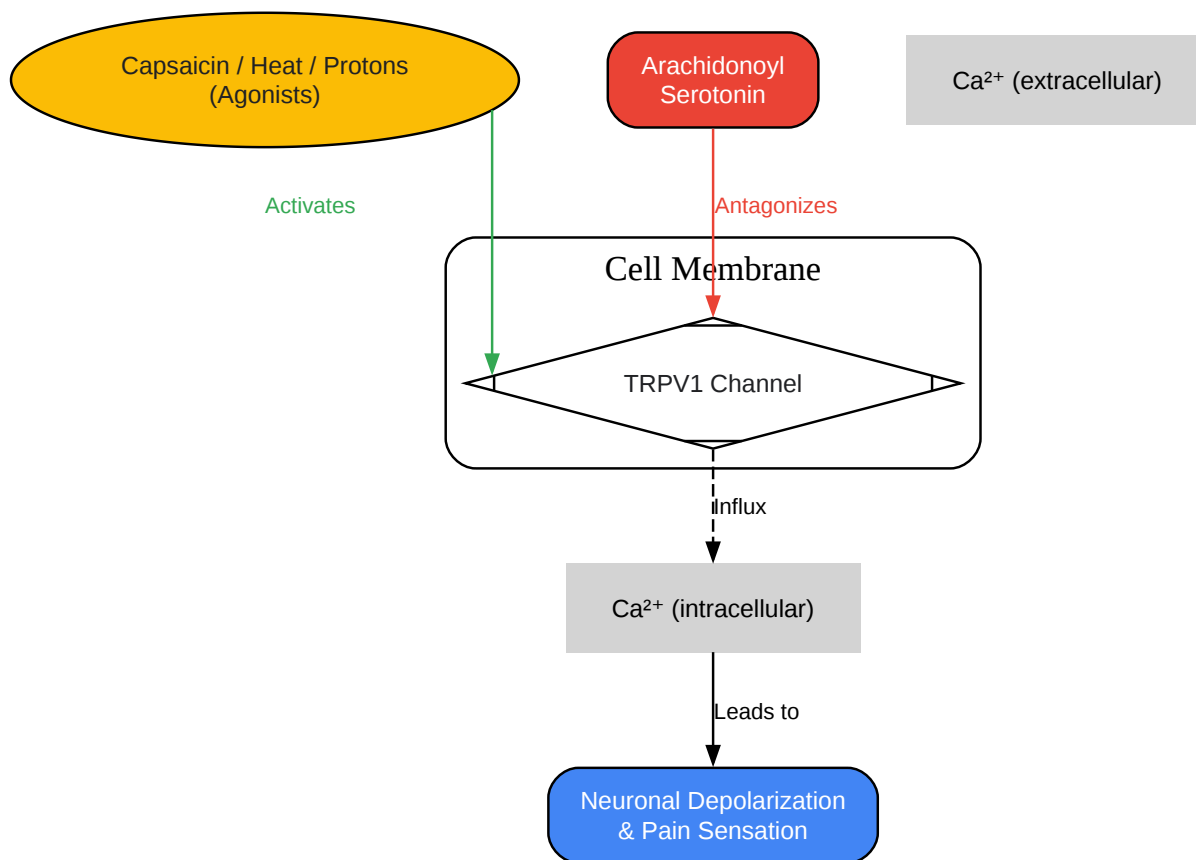 Capsaicin / Heat / Protons
(Agonists)
Arachidonoyl
Serotonin
Ca²⁺ (extracellular)
Activates
Antagonizes
Cell Membrane
TRPV1 Channel
Influx
Ca²⁺ (intracellular)
Leads to
Neuronal Depolarization
& Pain Sensation